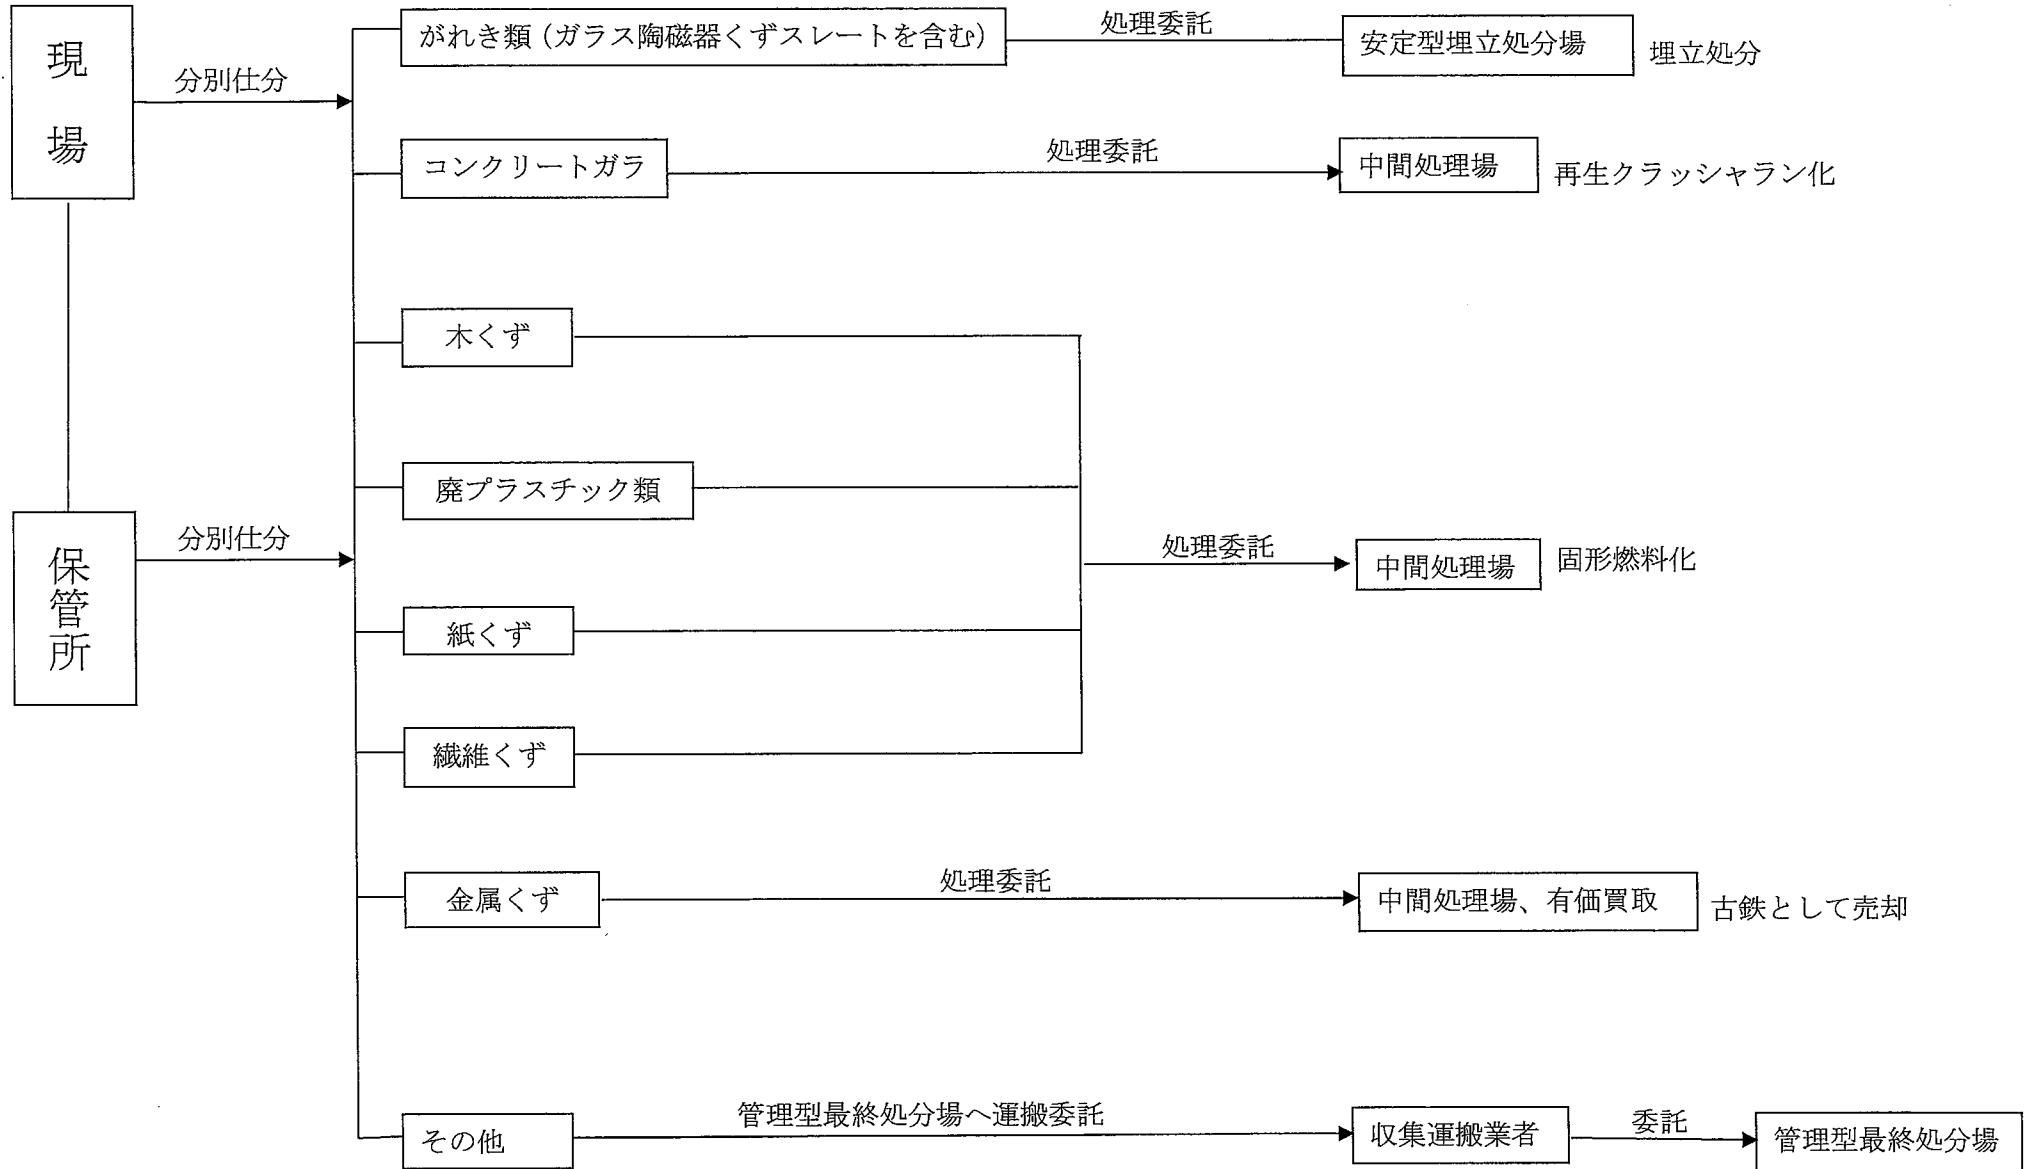 現場
分別仕分
がれき類（ガラス陶磁器くずスレートを含む）
処理委託
安定型埋立処分場
埋立処分
コンクリートガラ
処理委託
中間処理場
再生クラッシャラン化
木くず
廃プラスチック類
保管所
分別仕分
処理委託
中間処理場
固形燃料化
紙くず
繊維くず
金属くず
処理委託
中間処理場、有価買取
古鉄として売却
その他
管理型最終処分場へ運搬委託
収集運搬業者
委託
管理型最終処分場